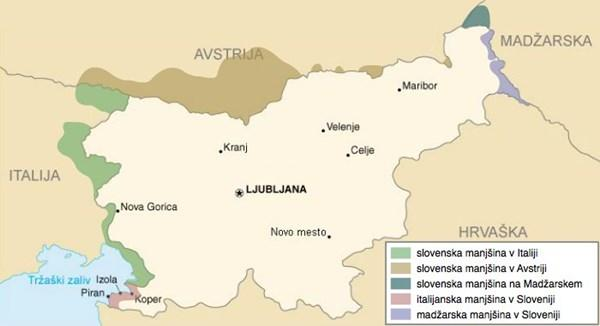 AVSTRIJA
MADŽARSKA
Maribor
Velenje
Kranj
Celje
ITALIJA
LJUBLJANA
Nova Gorica
Novo mesto
HRVAŠKA
Tržaški zaliv
Izola
Piran
Koper
slovenska manjšina v Italiji
slovenska manjšina v Avstriji
slovenska manjšina na Madžarskem
italijanska manjšina v Sloveniji
madžarska manjšina v Sloveniji